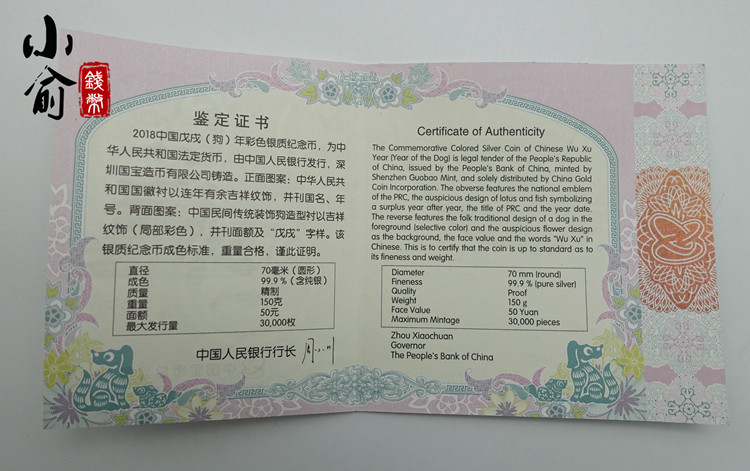 小俞
錢幣
鉴定证书
2018中国戊戌（狗）年彩色银质纪念币，为中
华人民共和国法定货币，由中国人民银行发行，深
圳国宝造币有限公司铸造。正面图案：中华人民共
和国国徽衬以连年有余吉祥纹饰，并刊国名、年
号。背面图案：中国民间传统装饰狗造型衬以吉祥
纹饰（局部彩色），并刊面额及“戊戌”字样。该
银质纪念币成色标准，重量合格，谨此证明。
直径 70毫米（圆形）
成色 99.9％（含纯银）
质量 精制
重量 150克
面额 50元
最大发行量 30,000枚
中国人民银行行长
Certificate of Authenticity
The Commemorative Colored Silver Coin of Chinese Wu Xu
Year (Year of the Dog) is legal tender of the People's Republic
of China, issued by the People's Bank of China, minted by
Shenzhen Guobao Mint, and solely distributed by China Gold
Coin Incorporation. The obverse features the national emblem
of the PRC, the auspicious design of lotus and fish symbolizing
a surplus year after year, the title of PRC and the year date.
The reverse features the folk traditional design of a dog in the
foreground (selective color) and the auspicious flower design
as the background, the face value and the words "Wu Xu" in
Chinese. This is to certify that the coin is up to standard as to
its fineness and weight.
Diameter 70 mm (round)
Fineness 99.9 % (pure silver)
Quality Proof
Weight 150 g
Face Value 50 Yuan
Maximum Mintage 30,000 pieces
Zhou Xiaochuan
Governor
The People's Bank of China